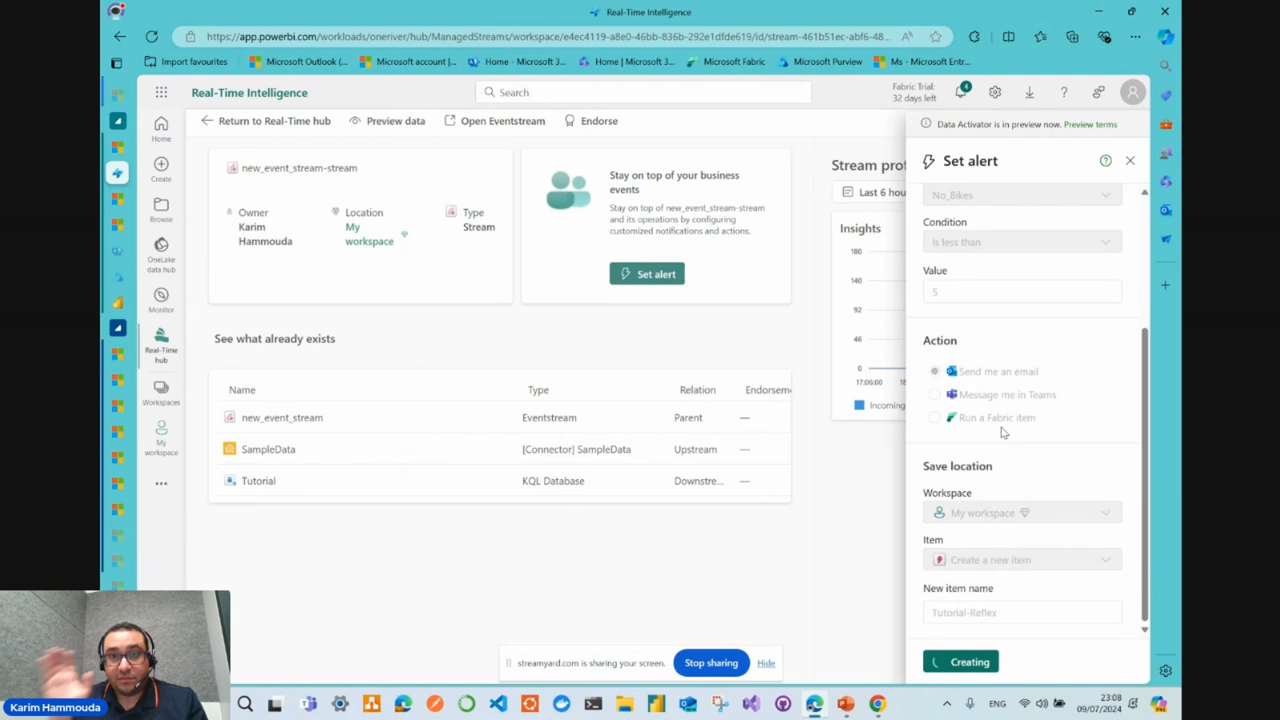 Real-Time Intelligence
https://app.powerbi.com/workloads/oneriver/hub/ManagedStreams/workspace/e4ec4119-a8e0-46bb-836b-292e1dfde619/id/stream-461b51ec-abf6-48...
Import favourites
Microsoft Outlook (...
Microsoft account |...
Home - Microsoft 3...
Home | Microsoft 3...
Microsoft Fabric
Microsoft Purview
Ms - Microsoft Entr...
Real-Time Intelligence
Search
Fabric Trial:
32 days left
4
Home
Create
Browse
OneLake
data hub
Monitor
Real-Time
hub
Workspaces
My
workspace
Return to Real-Time hub
Preview data
Open Eventstream
Endorse
new_event_stream-stream
Owner
Karim
Hammouda
Location
My
workspace
Type
Stream
Stay on top of your business
events
Stay on top of new_event_stream-stream
and its operations by configuring
customized notifications and actions.
Set alert
See what already exists
Name Type Relation Endorseme
new_event_stream Eventstream Parent —
SampleData [Connector] SampleData Upstream —
Tutorial KQL Database Downstre... —
Stream prof
Last 6 hou
Insights
180
140
92
46
0
17:06:00
18
Incoming
Data Activator is in preview now. Preview terms
Set alert
No_Bikes
Condition
is less than
Value
5
Action
Send me an email
Message me in Teams
Run a Fabric item
Save location
Workspace
My workspace
Item
Create a new item
New item name
Tutorial-Reflex
Creating
streamyard.com is sharing your screen.
Stop sharing
Hide
Karim Hammouda
ENG
23:08
09/07/2024